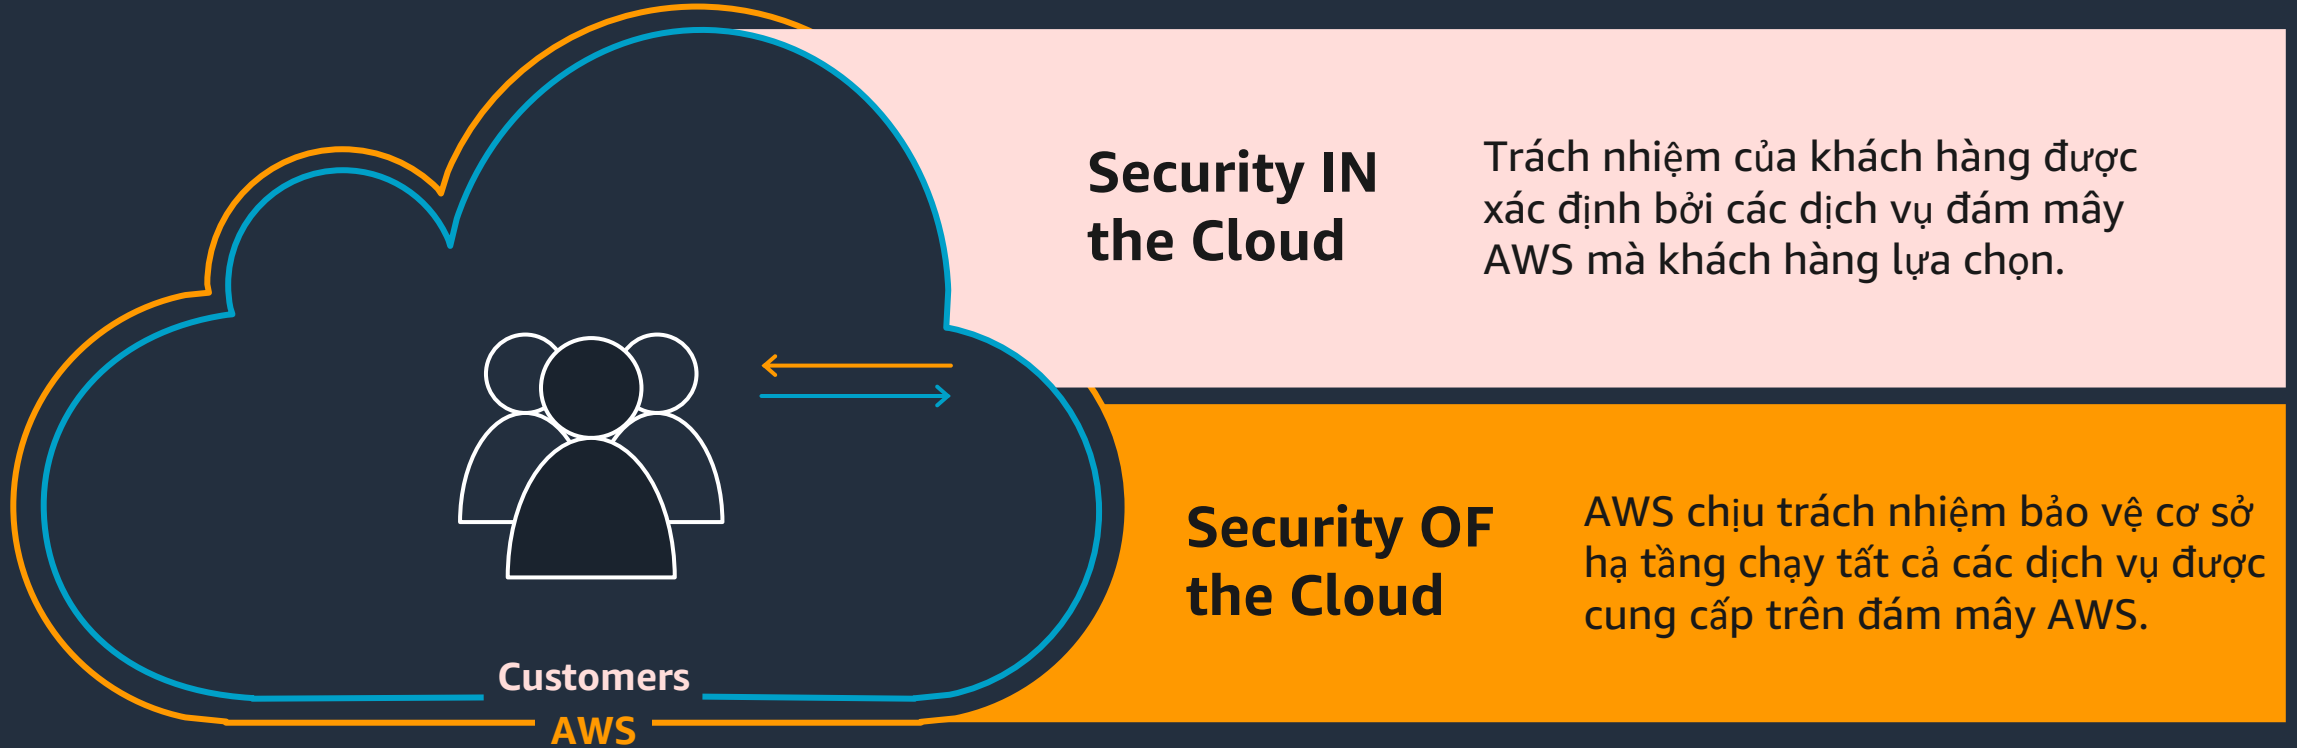 Security IN
the Cloud
Trách nhiệm của khách hàng được
xác định bởi các dịch vụ đám mây
AWS mà khách hàng lựa chọn.
Security OF
the Cloud
AWS chịu trách nhiệm bảo vệ cơ sở
hạ tầng chạy tất cả các dịch vụ được
cung cấp trên đám mây AWS.
Customers
AWS